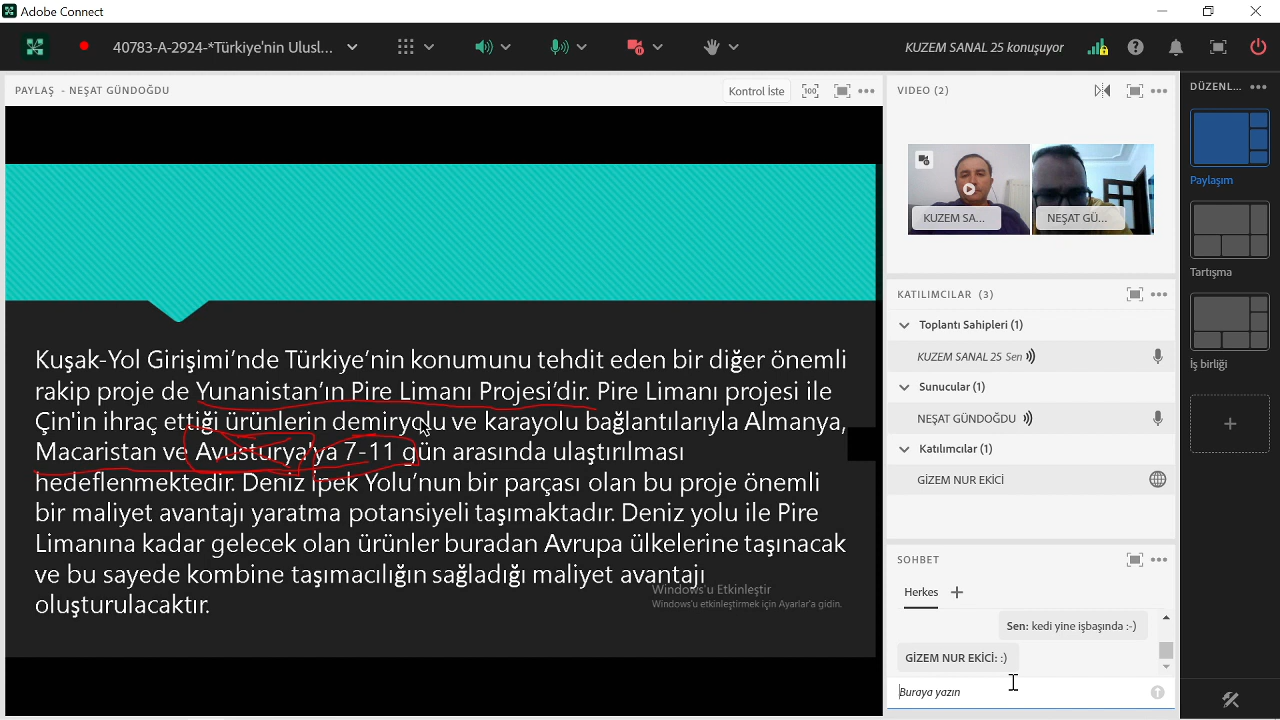 Adobe Connect
40783-A-2924-*Türkiye'nin Ulusl...
KUZEM SANAL 25 konuşuyor
PAYLAŞ - NEŞAT GÜNDOĞDU
Kontrol İste
100
Kuşak-Yol Girişimi'nde Türkiye'nin konumunu tehdit eden bir diğer önemli
rakip proje de Yunanistan'ın Pire Limanı Projesi'dir. Pire Limanı projesi ile
Çin'in ihraç ettiği ürünlerin demiryolu ve karayolu bağlantılarıyla Almanya,
Macaristan ve Avusturya'ya 7-11 gün arasında ulaştırılması
hedeflenmektedir. Deniz İpek Yolu'nun bir parçası olan bu proje önemli
bir maliyet avantajı yaratma potansiyeli taşımaktadır. Deniz yolu ile Pire
Limanına kadar gelecek olan ürünler buradan Avrupa ülkelerine taşınacak
ve bu sayede kombine taşımacılığın sağladığı maliyet avantajı
oluşturulacaktır.
Windows'u Etkinleştir
Windows'u etkinleştirmek için Ayarlar'a gidin.
VIDEO (2)
KUZEM SA...
NEŞAT GÜ...
KATILIMCILAR (3)
Toplantı Sahipleri (1)
KUZEM SANAL 25 Sen
Sunucular (1)
NEŞAT GÜNDOĞDU
Katılımcılar (1)
GİZEM NUR EKİCİ
SOHBET
Herkes
Sen: kedi yine işbaşında :-)
GİZEM NUR EKİCİ: :)
Buraya yazın
DÜZENL...
Paylaşım
Tartışma
İş birliği